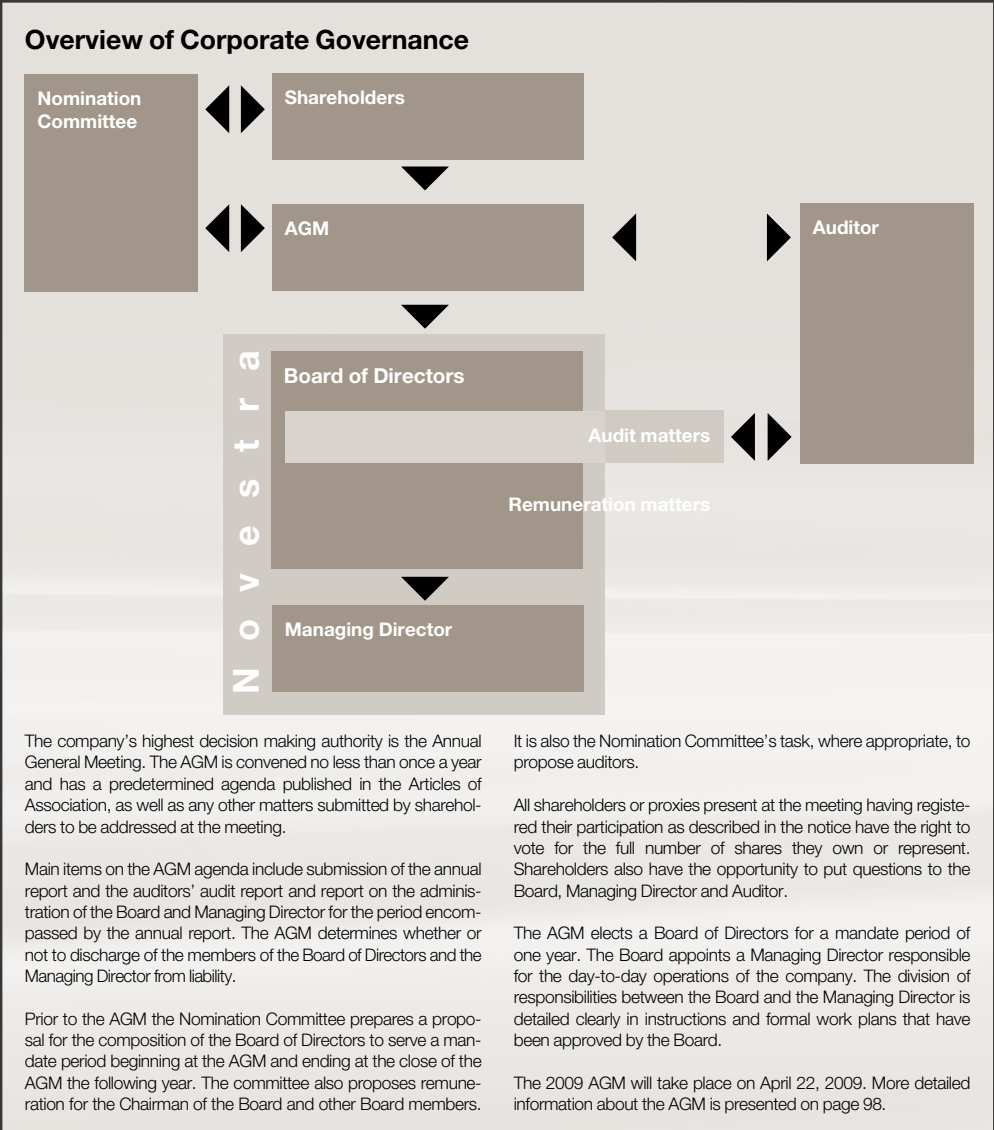 Overview of Corporate Governance
Nomination
Committee
Shareholders
AGM
Auditor
Novestra
Board of Directors
Audit matters
Remuneration matters
Managing Director
The company's highest decision making authority is the Annual
General Meeting. The AGM is convened no less than once a year
and has a predetermined agenda published in the Articles of
Association, as well as any other matters submitted by sharehol-
ders to be addressed at the meeting.
Main items on the AGM agenda include submission of the annual
report and the auditors' audit report and report on the adminis-
tration of the Board and Managing Director for the period encom-
passed by the annual report. The AGM determines whether or
not to discharge of the members of the Board of Directors and the
Managing Director from liability.
Prior to the AGM the Nomination Committee prepares a propo-
sal for the composition of the Board of Directors to serve a man-
date period beginning at the AGM and ending at the close of the
AGM the following year. The committee also proposes remune-
ration for the Chairman of the Board and other Board members.
It is also the Nomination Committee's task, where appropriate, to
propose auditors.
All shareholders or proxies present at the meeting having registe-
red their participation as described in the notice have the right to
vote for the full number of shares they own or represent.
Shareholders also have the opportunity to put questions to the
Board, Managing Director and Auditor.
The AGM elects a Board of Directors for a mandate period of
one year. The Board appoints a Managing Director responsible
for the day-to-day operations of the company. The division of
responsibilities between the Board and the Managing Director is
detailed clearly in instructions and formal work plans that have
been approved by the Board.
The 2009 AGM will take place on April 22, 2009. More detailed
information about the AGM is presented on page 98.